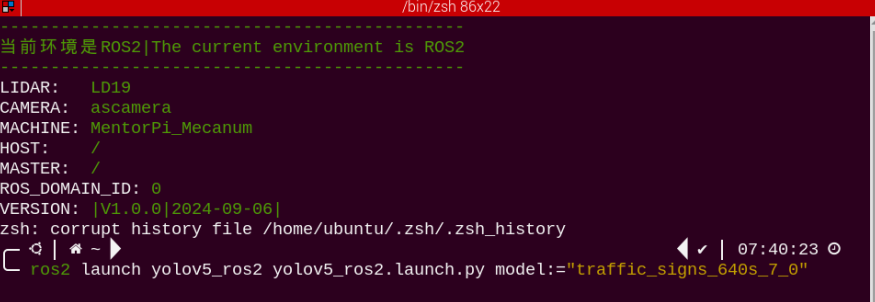 /bin/zsh 86x22
----------------------------------------------
当前环境是ROS2|The current environment is ROS2
----------------------------------------------
LIDAR: LD19
CAMERA: ascamera
MACHINE: MentorPi_Mecanum
HOST: /
MASTER: /
ROS_DOMAIN_ID: 0
VERSION: |V1.0.0|2024-09-06|
zsh: corrupt history file /home/ubuntu/.zsh/.zsh_history
~ ✔ 07:40:23
ros2 launch yolov5_ros2 yolov5_ros2.launch.py model:="traffic_signs_640s_7_0"